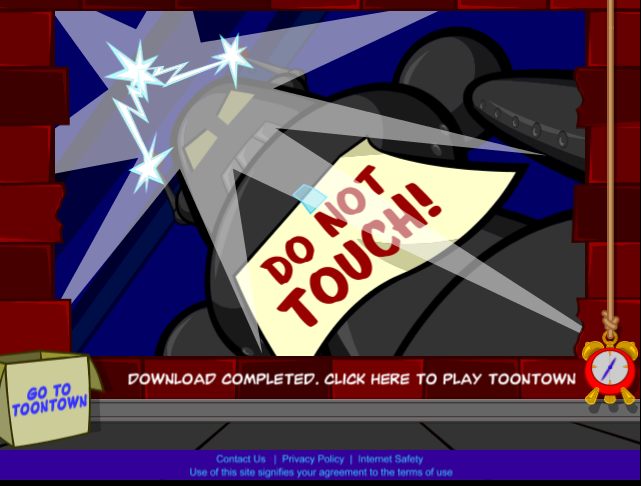 DO NOT
TOUCH!
DOWNLOAD COMPLETED. CLICK HERE TO PLAY TOONTOWN
GO TO
TOONTOWN
Contact Us | Privacy Policy | Internet Safety
Use of this site signifies your agreement to the terms of use